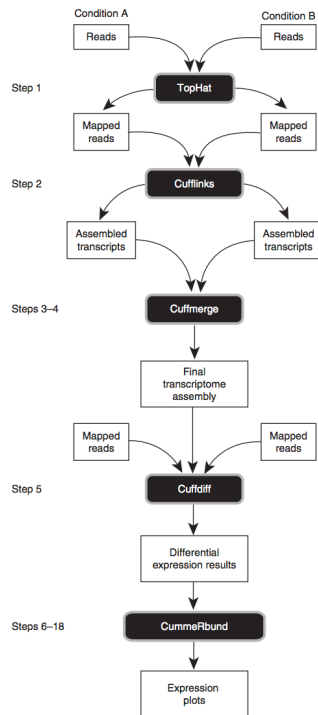 Condition A
Condition B
Reads
Reads
Step 1
TopHat
Mapped
reads
Mapped
reads
Step 2
Cufflinks
Assembled
transcripts
Assembled
transcripts
Steps 3–4
Cuffmerge
Final
transcriptome
assembly
Mapped
reads
Mapped
reads
Step 5
Cuffdiff
Differential
expression results
Steps 6–18
CummeRbund
Expression
plots